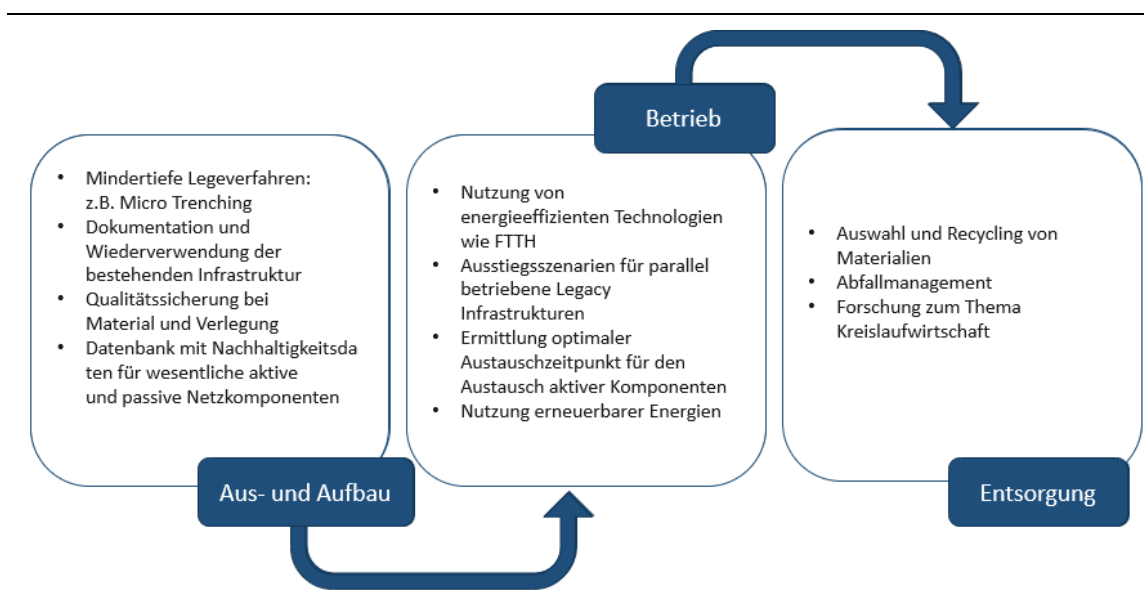 Mindertiefe Legeverfahren:
z.B. Micro Trenching
Dokumentation und
Wiederverwendung der
bestehenden Infrastruktur
Qualitätssicherung bei
Material und Verlegung
Datenbank mit Nachhaltigkeitsda
ten für wesentliche aktive
und passive Netzkomponenten
Aus- und Aufbau
Betrieb
Nutzung von
energieeffizienten Technologien
wie FTTH
Ausstiegsszenarien für parallel
betriebene Legacy
Infrastrukturen
Ermittlung optimaler
Austauschzeitpunkt für den
Austausch aktiver Komponenten
Nutzung erneuerbarer Energien
Auswahl und Recycling von
Materialien
Abfallmanagement
Forschung zum Thema
Kreislaufwirtschaft
Entsorgung